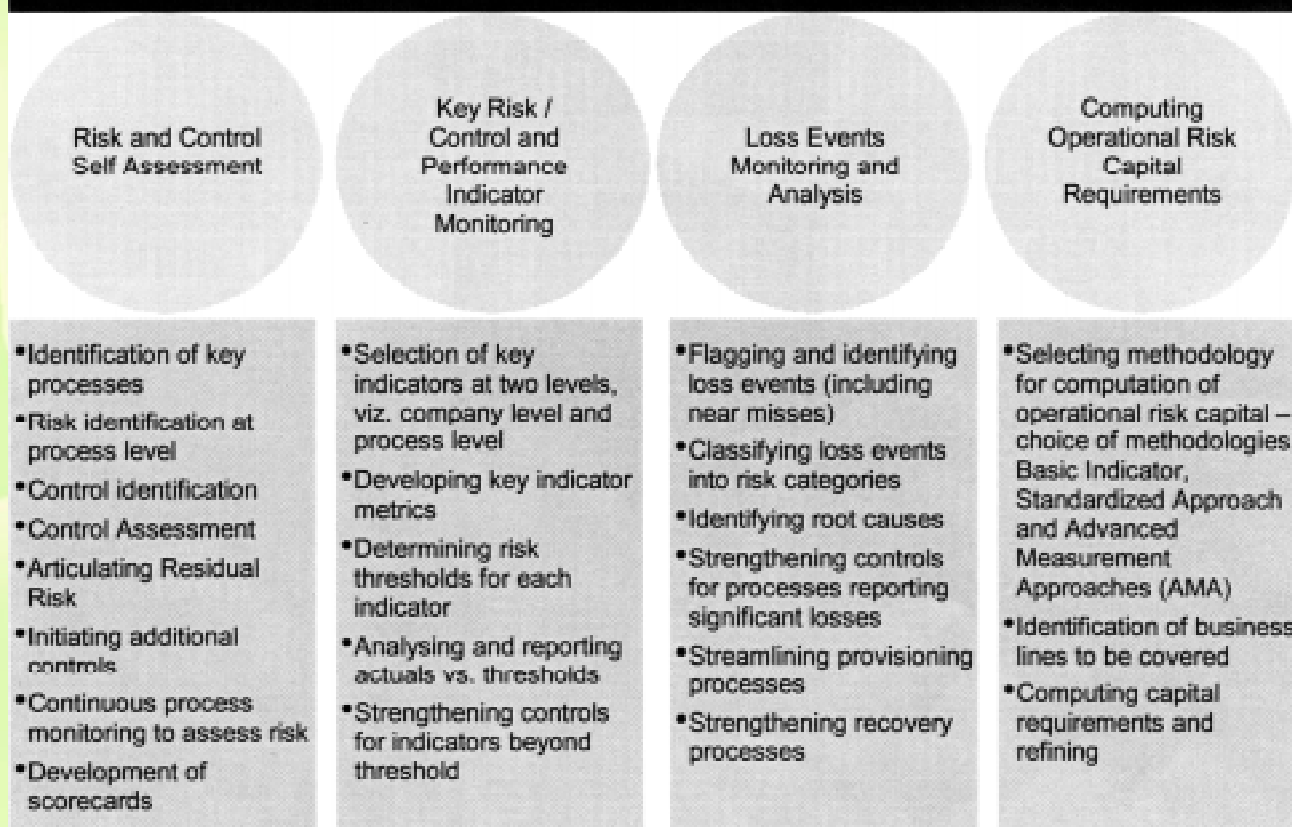 Risk and Control
Self Assessment
•Identification of key
processes
•Risk identification at
process level
•Control identification
•Control Assessment
•Articulating Residual
Risk
•Initiating additional
controls
•Continuous process
monitoring to assess risk
•Development of
scorecards
Key Risk /
Control and
Performance
Indicator
Monitoring
•Selection of key
indicators at two levels,
viz. company level and
process level
•Developing key indicator
metrics
•Determining risk
thresholds for each
indicator
•Analysing and reporting
actuals vs. thresholds
•Strengthening controls
for indicators beyond
threshold
Loss Events
Monitoring and
Analysis
•Flagging and identifying
loss events (including
near misses)
•Classifying loss events
into risk categories
•Identifying root causes
•Strengthening controls
for processes reporting
significant losses
•Streamlining provisioning
processes
•Strengthening recovery
processes
Computing
Operational Risk
Capital
Requirements
•Selecting methodology
for computation of
operational risk capital –
choice of methodologies
Basic Indicator,
Standardized Approach
and Advanced
Measurement
Approaches (AMA)
•Identification of business
lines to be covered
•Computing capital
requirements and
refining